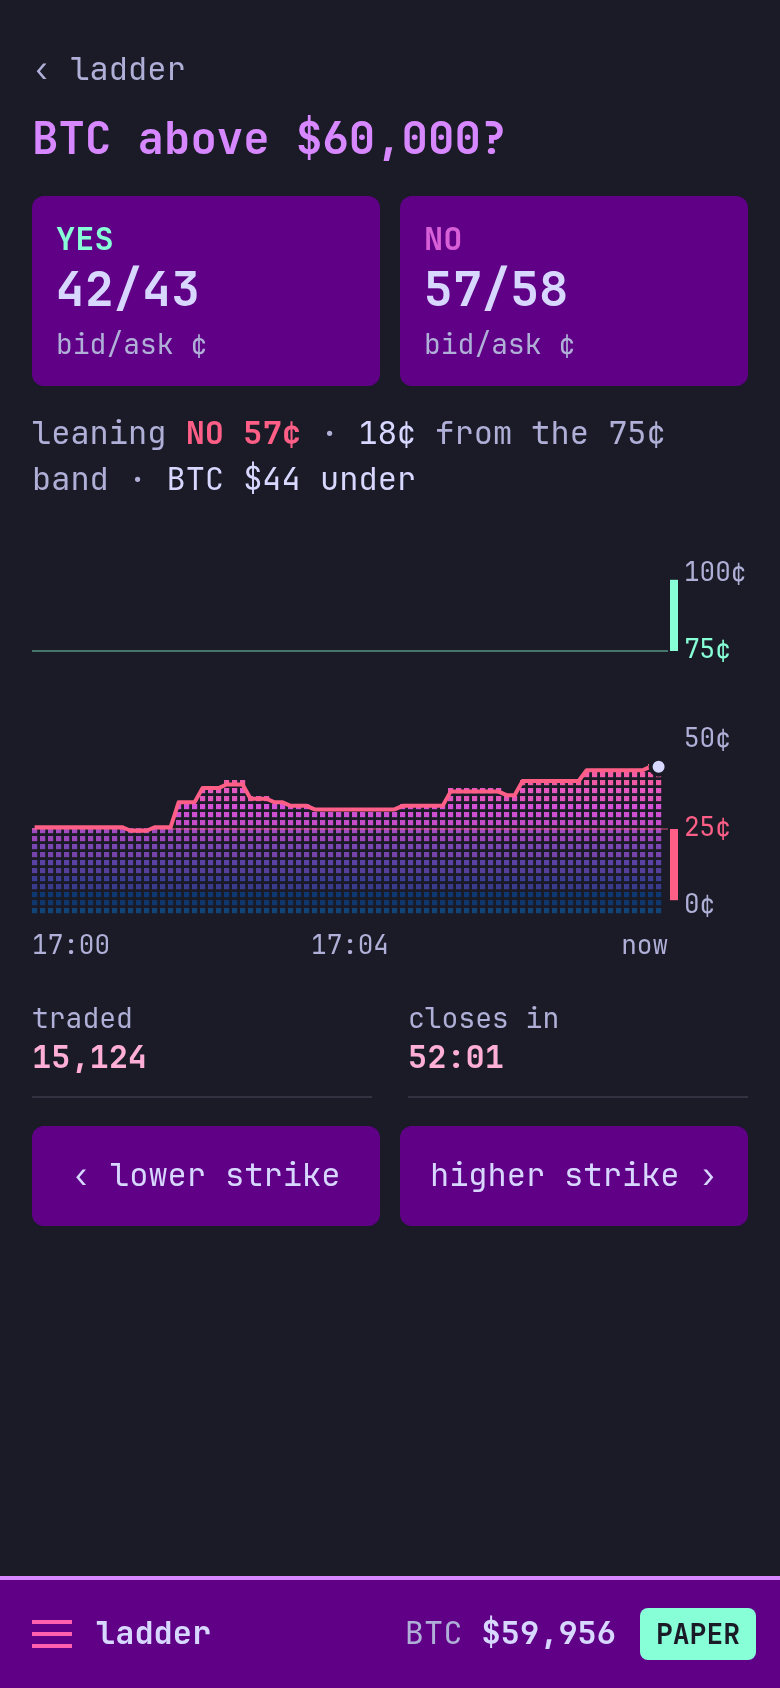 ‹ ladder
BTC above $60,000?
YES
42/43
bid/ask ¢
NO
57/58
bid/ask ¢
leaning NO 57¢ · 18¢ from the 75¢
band · BTC $44 under
100¢
75¢
50¢
25¢
0¢
17:00 17:04 now
traded
15,124
closes in
52:01
‹ lower strike
higher strike ›
ladder BTC $59,956 PAPER